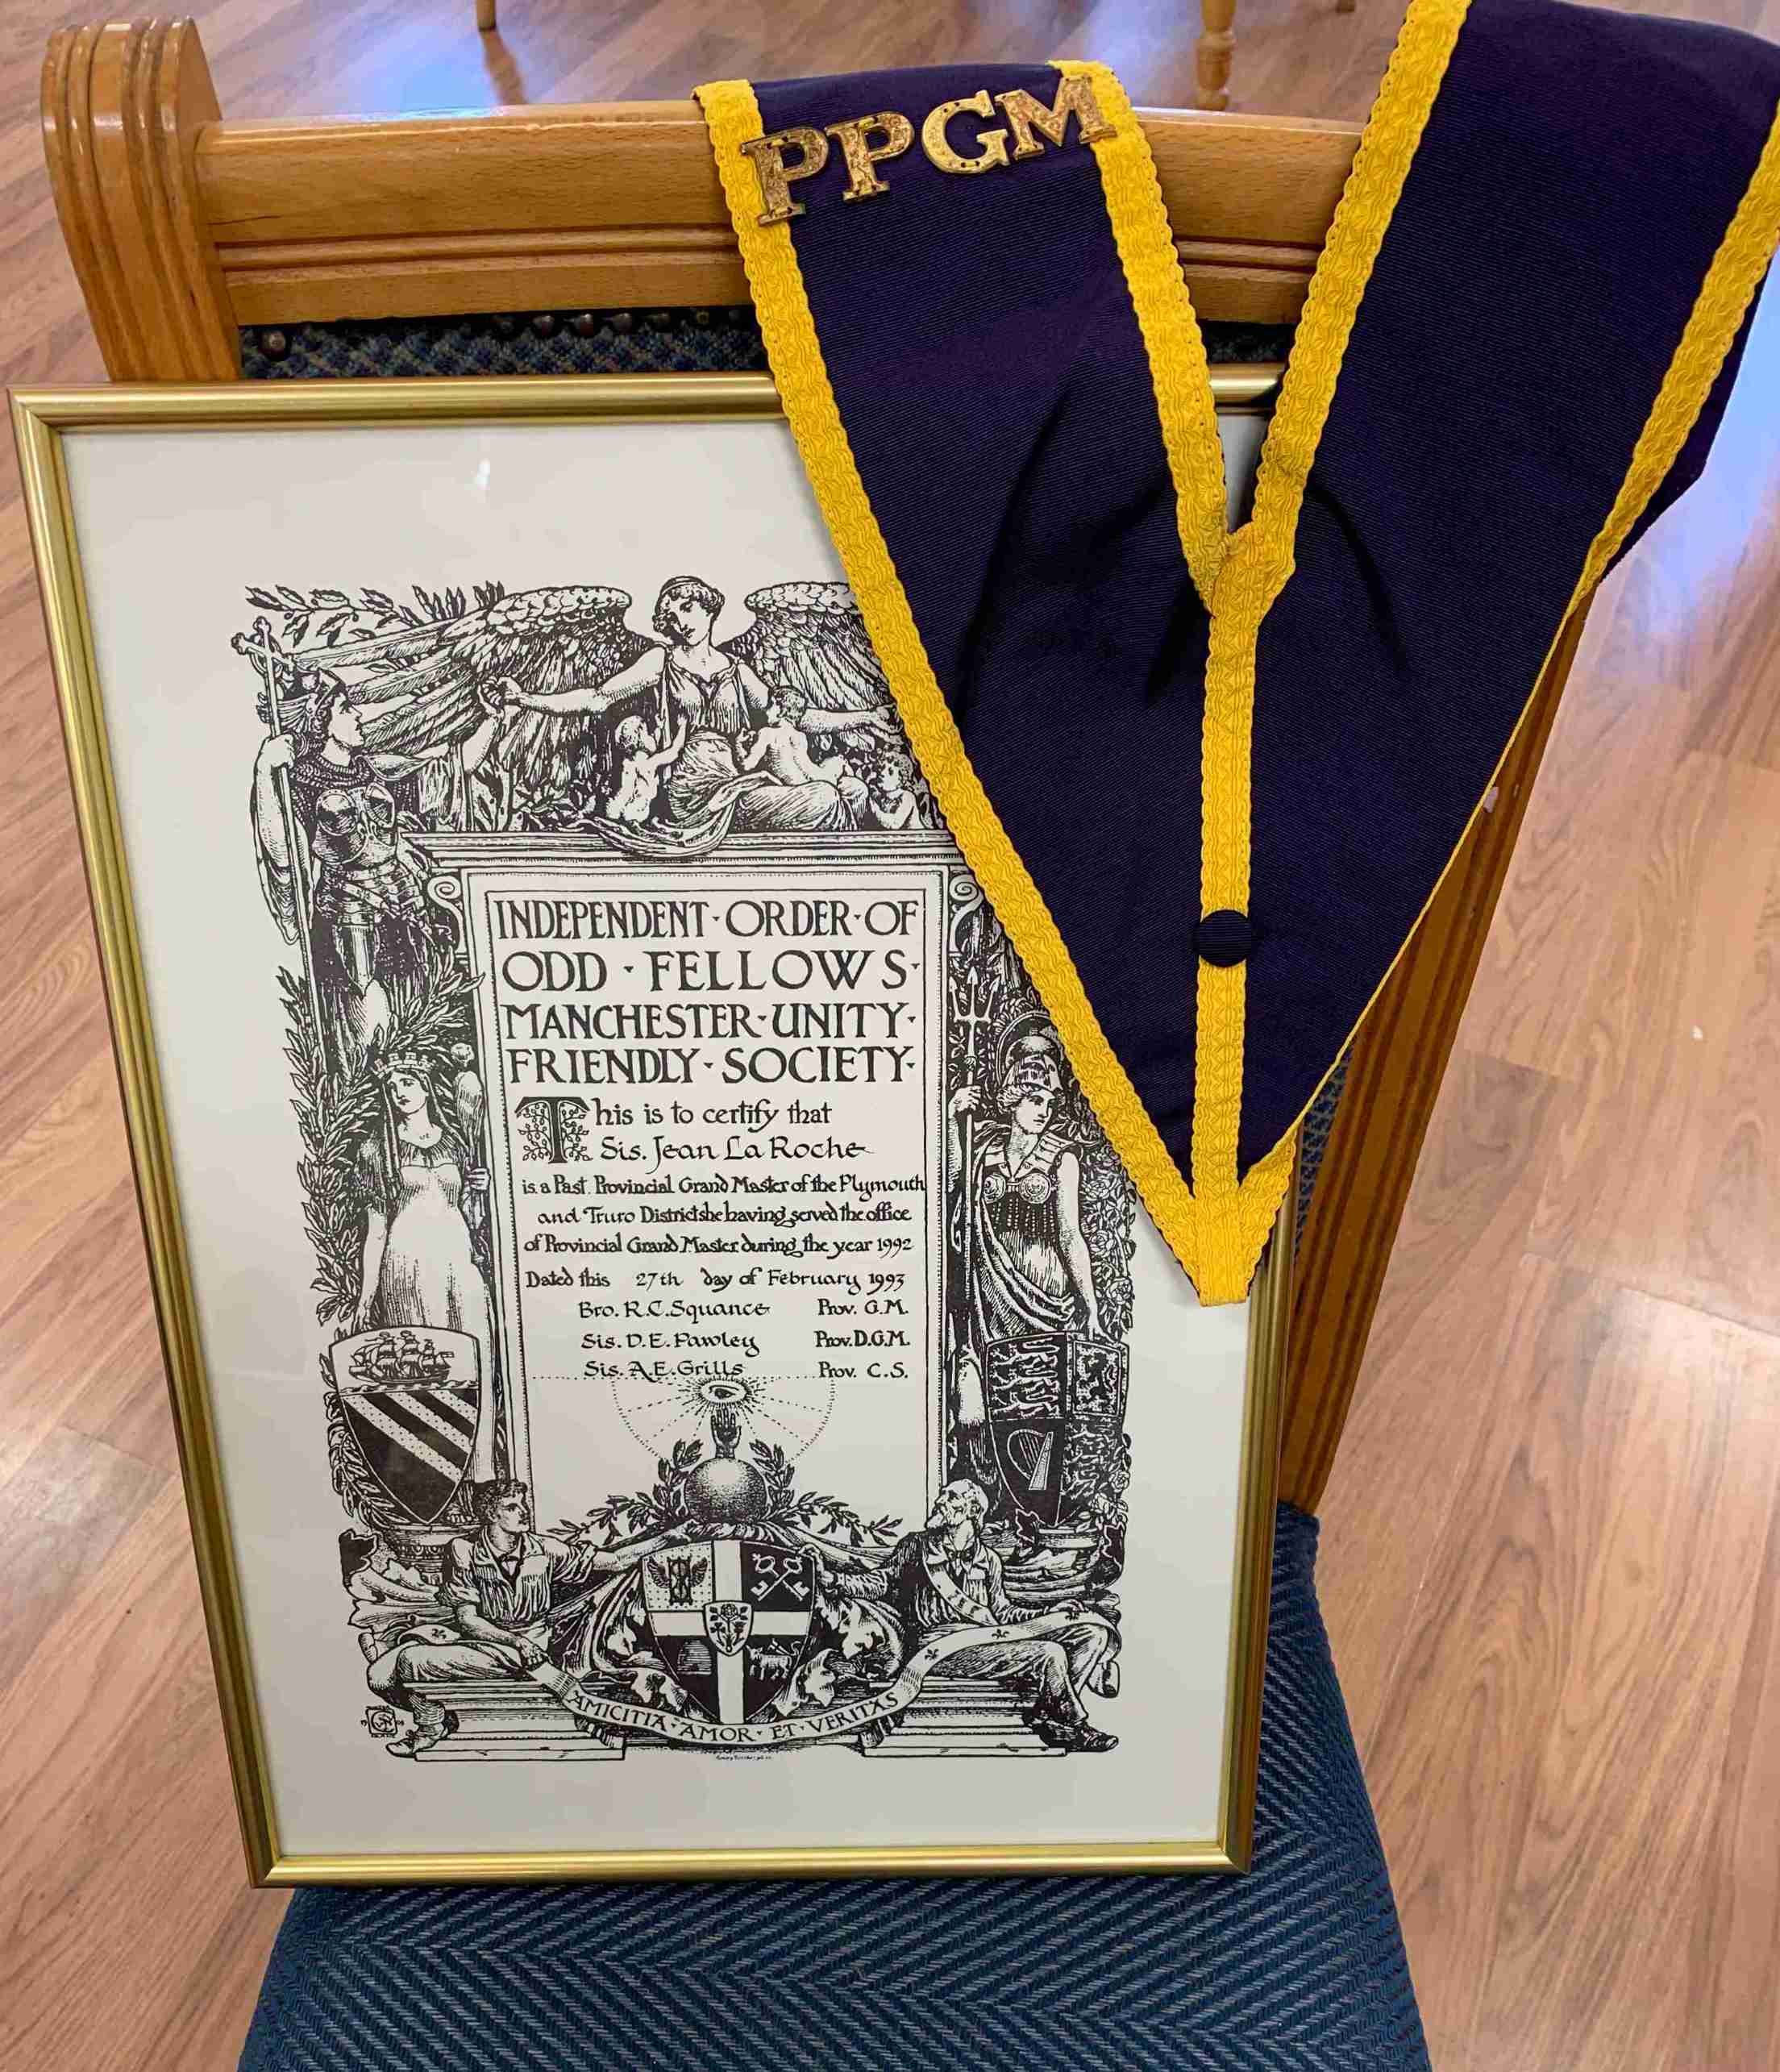 PPGM
INDEPENDENT · ORDER · OF
ODD · FELLOWS ·
MANCHESTER · UNITY ·
FRIENDLY · SOCIETY ·
This is to certify that
Sis. Jean La Roche
is a Past Provincial Grand Master of the Plymouth
and Truro District she having served the office
of Provincial Grand Master during the year 1992
Dated this 27th day of February 1993
Bro. R.C. Squance Prov. G.M.
Sis. D.E. Pawley Prov. D.G.M.
Sis. A.E. Grills Prov. C.S.
AMICITIA · AMOR · ET · VERITAS